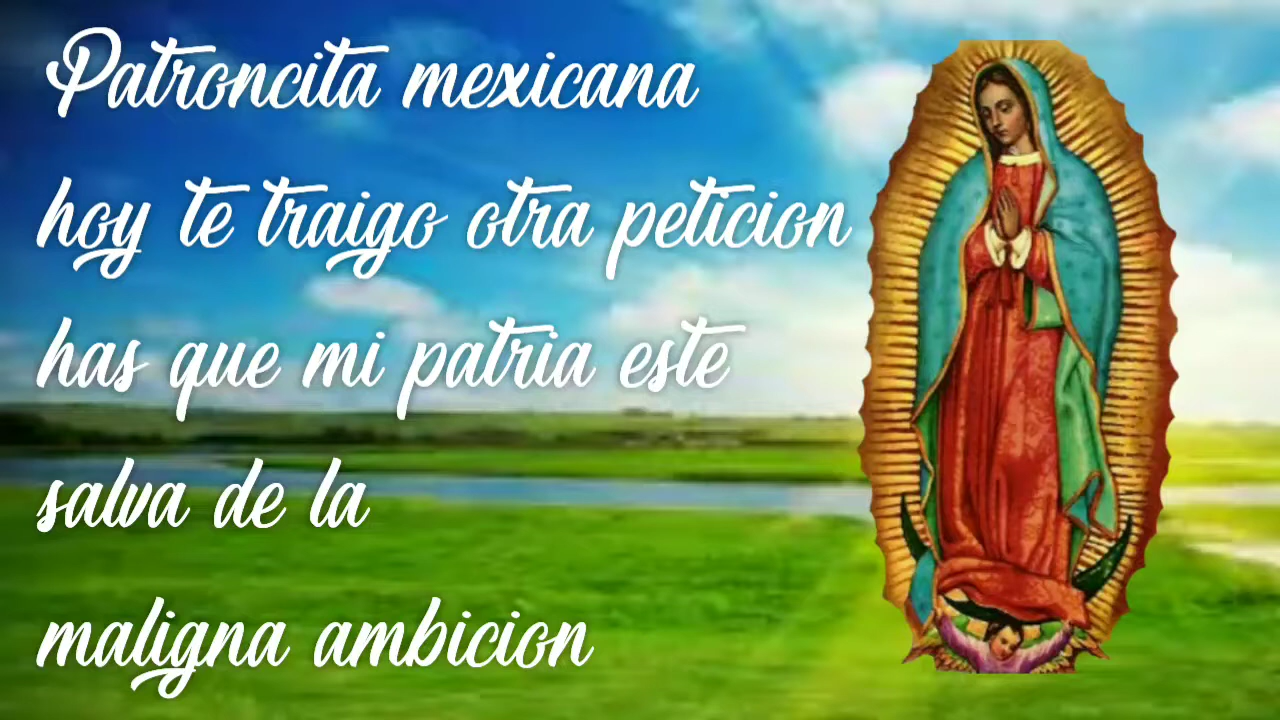 Patroncita mexicana
hoy te traigo otra peticion
has que mi patria este
salva de la
maligna ambicion